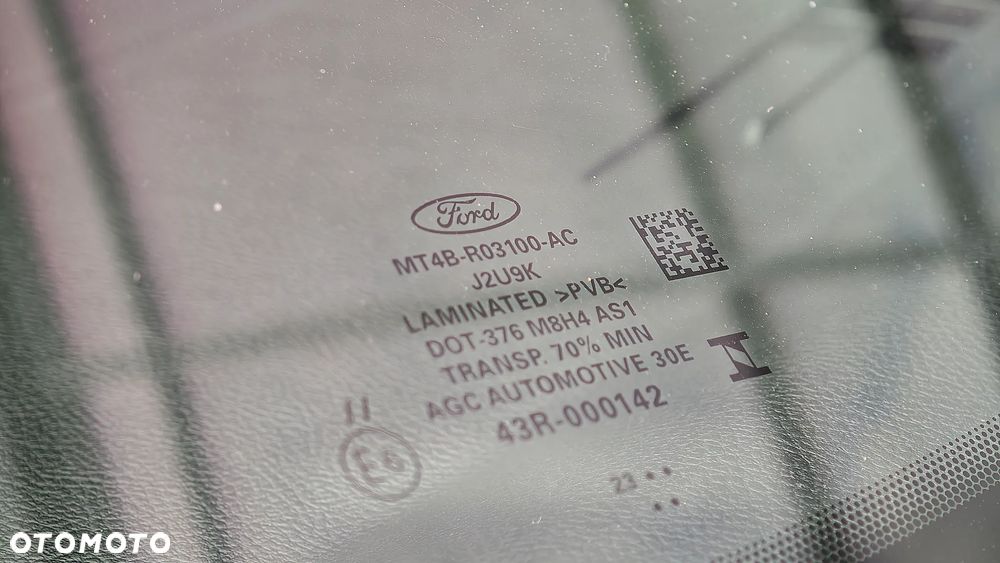 Ford
MT4B-R03100-AC
J2U9K
LAMINATED >PVB<
DOT-376 M8H4 AS1
TRANSP. 70% MIN
AGC AUTOMOTIVE 30E
43R-000142
II
E6
I
23
OTOMOTO